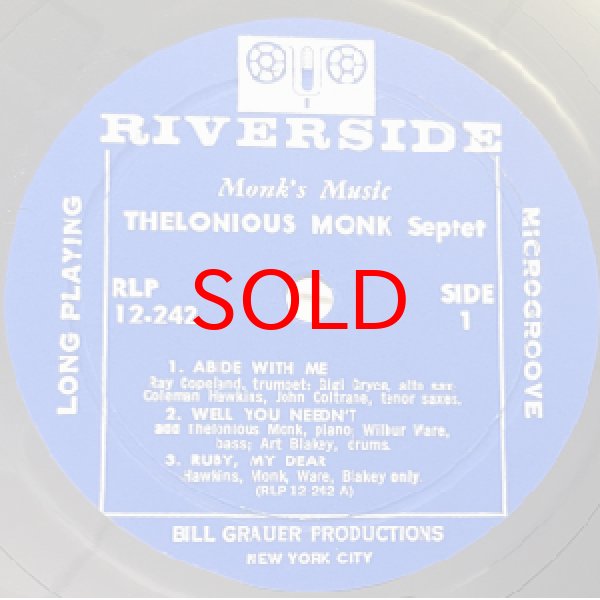 RIVERSIDE
Monk's Music
THELONIOUS MONK Septet
LONG PLAYING
MICROGROOVE
RLP
12-242
SOLD
SIDE
1
1. ABIDE WITH ME
Ray Copeland, trumpet; Gigi Gryce, alto sax
Coleman Hawkins, John Coltrane, tenor saxes.
2. WELL YOU NEEDN'T
add Thelonious Monk, piano; Wilbur Ware,
bass; Art Blakey, drums.
3. RUBY, MY DEAR
Hawkins, Monk, Ware, Blakey only.
(RLP 12 242 A)
BILL GRAUER PRODUCTIONS
NEW YORK CITY